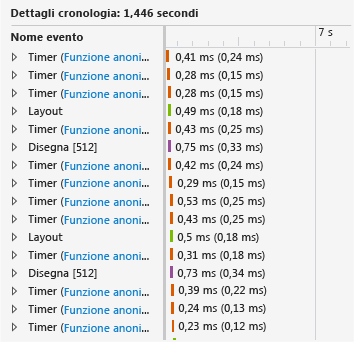 Dettagli cronologia: 1,446 secondi
7 s
Nome evento
Timer (Funzione anoni... 0,41 ms (0,24 ms)
Timer (Funzione anoni... 0,28 ms (0,15 ms)
Timer (Funzione anoni... 0,28 ms (0,15 ms)
Layout 0,49 ms (0,18 ms)
Timer (Funzione anoni... 0,43 ms (0,25 ms)
Disegna [512] 0,75 ms (0,33 ms)
Timer (Funzione anoni... 0,42 ms (0,24 ms)
Timer (Funzione anoni... 0,29 ms (0,15 ms)
Timer (Funzione anoni... 0,53 ms (0,25 ms)
Timer (Funzione anoni... 0,43 ms (0,25 ms)
Layout 0,5 ms (0,18 ms)
Timer (Funzione anoni... 0,31 ms (0,18 ms)
Disegna [512] 0,73 ms (0,34 ms)
Timer (Funzione anoni... 0,39 ms (0,22 ms)
Timer (Funzione anoni... 0,24 ms (0,13 ms)
Timer (Funzione anoni... 0,23 ms (0,12 ms)